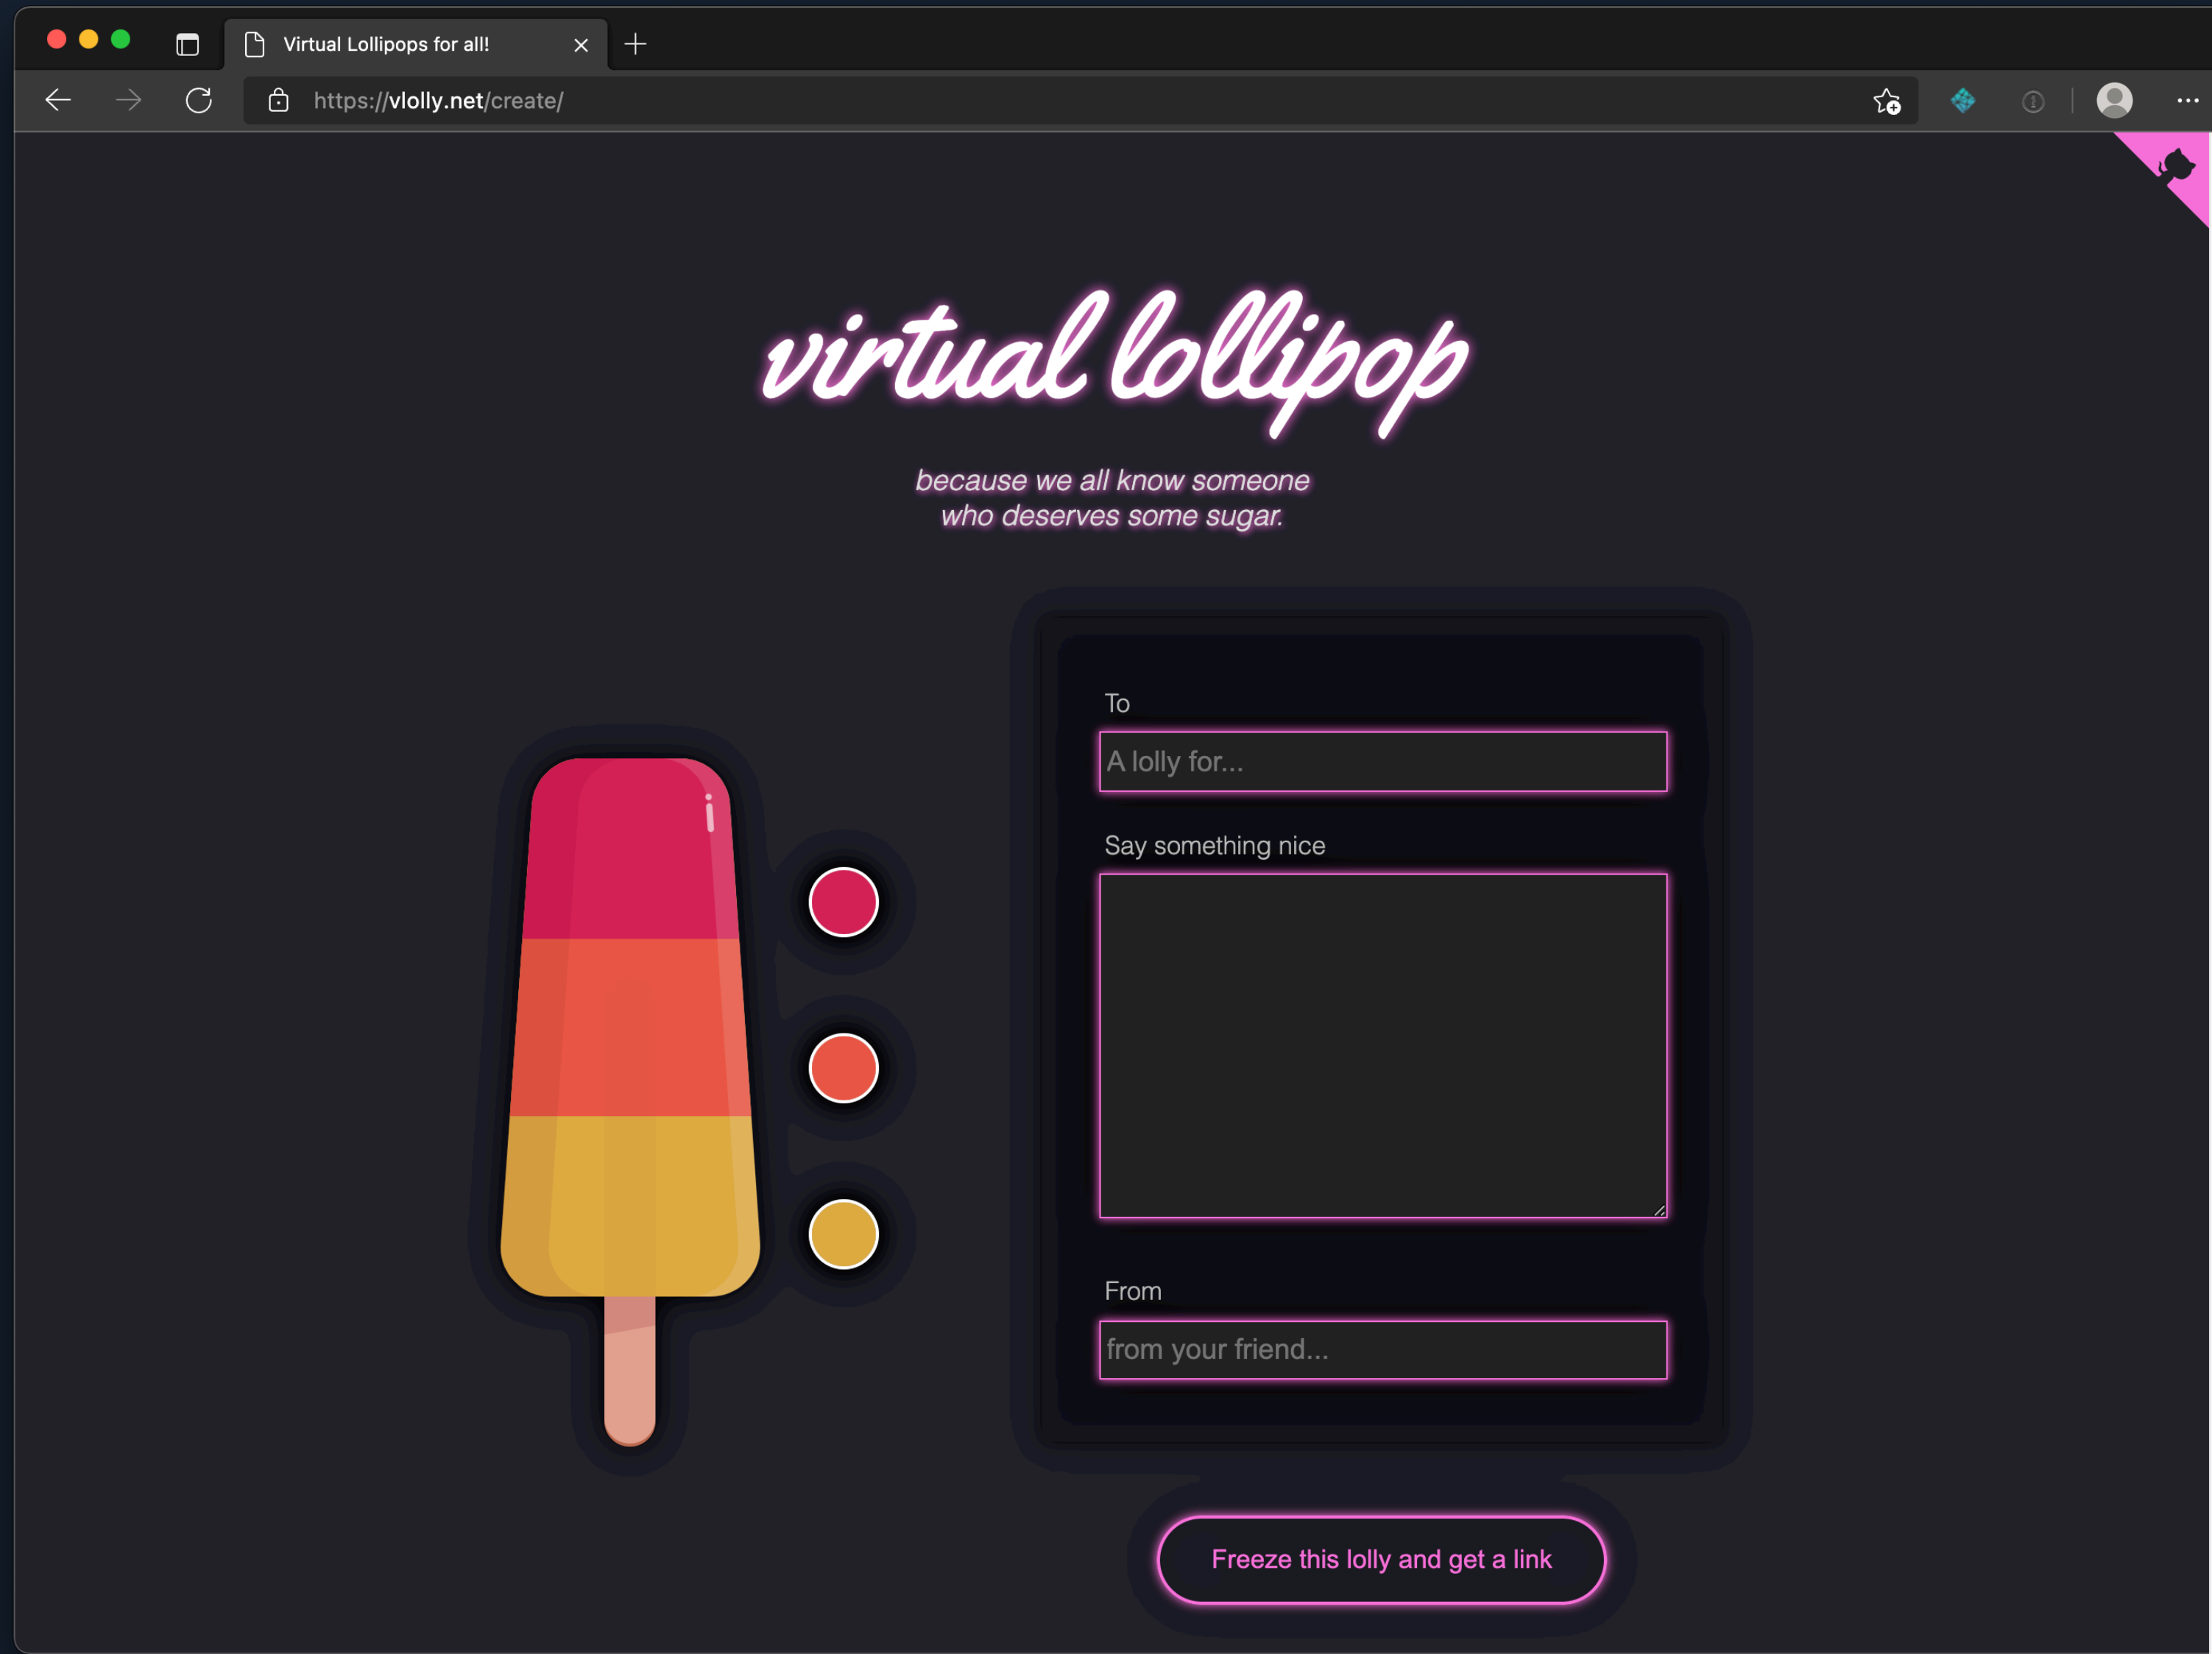 Virtual Lollipops for all!
https://vlolly.net/create/
virtual lollipop
because we all know someone
who deserves some sugar.
To
A lolly for...
Say something nice
From
from your friend...
Freeze this lolly and get a link